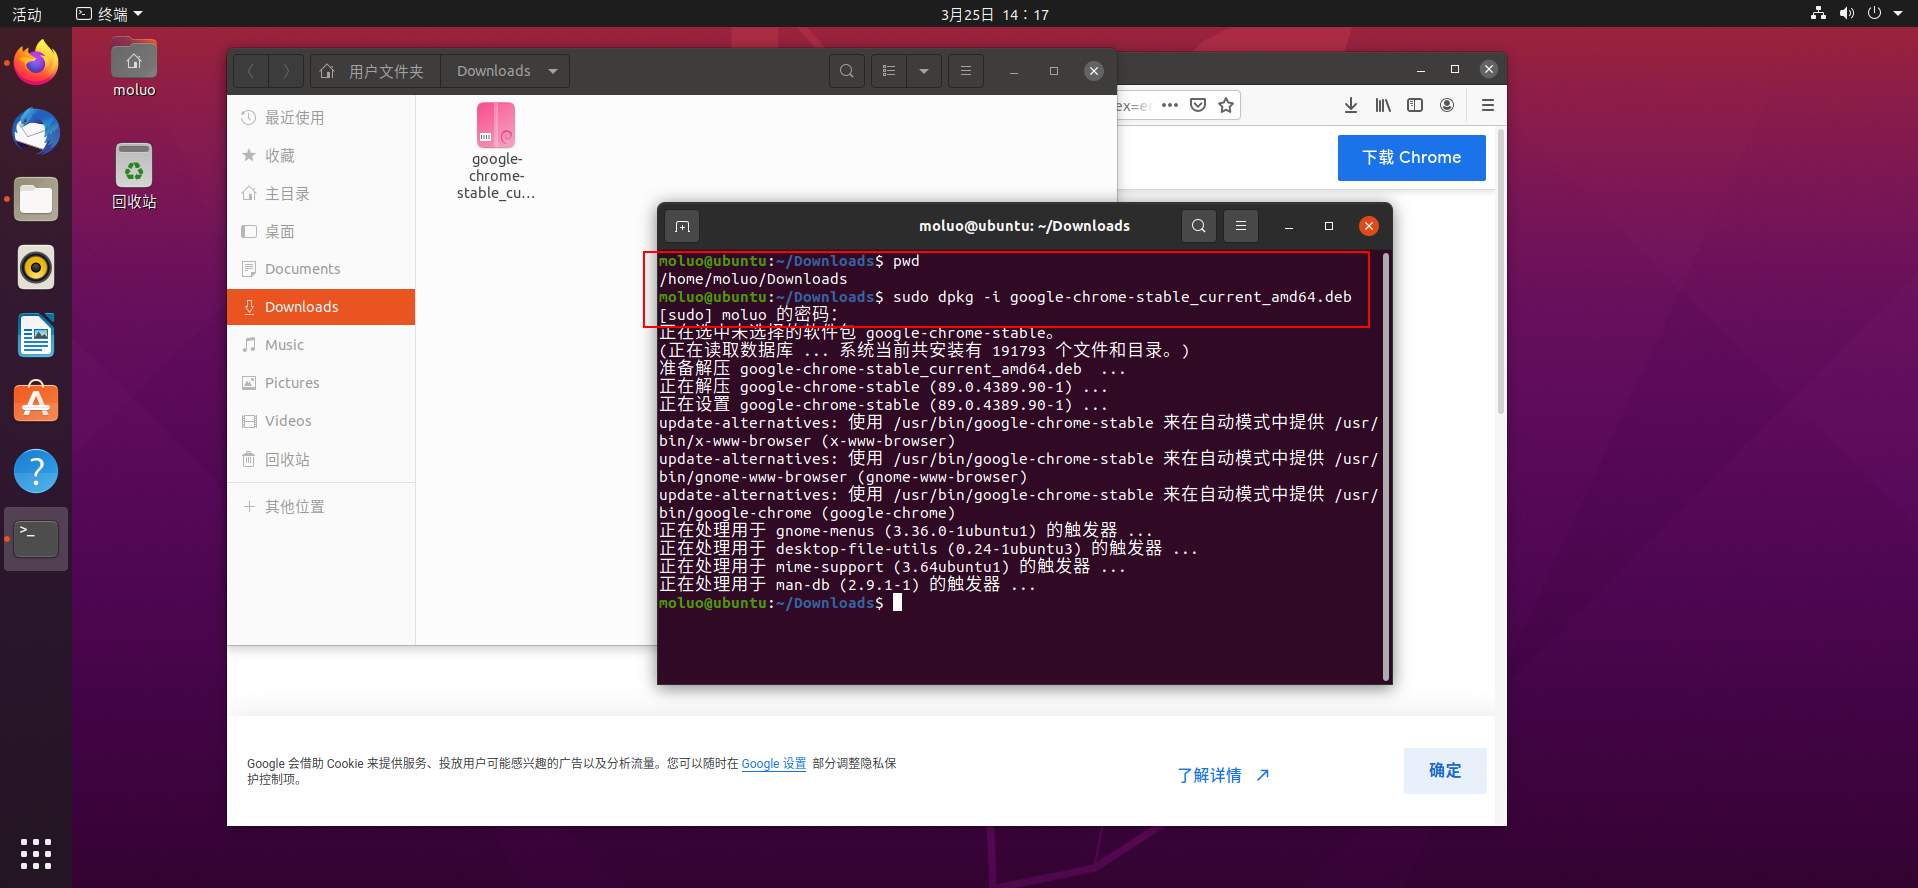 活动
终端
3月25日 14：17
moluo
回收站
用户文件夹
Downloads
最近使用
收藏
主目录
桌面
Documents
Downloads
Music
Pictures
Videos
回收站
其他位置
google-
chrome-
stable_cu...
下载 Chrome
moluo@ubuntu: ~/Downloads
moluo@ubuntu:~/Downloads$ pwd
/home/moluo/Downloads
moluo@ubuntu:~/Downloads$ sudo dpkg -i google-chrome-stable_current_amd64.deb
[sudo] moluo 的密码：
正在选中未选择的软件包 google-chrome-stable。
(正在读取数据库 ... 系统当前共安装有 191793 个文件和目录。)
准备解压 google-chrome-stable_current_amd64.deb  ...
正在解压 google-chrome-stable (89.0.4389.90-1) ...
正在设置 google-chrome-stable (89.0.4389.90-1) ...
update-alternatives: 使用 /usr/bin/google-chrome-stable 来在自动模式中提供 /usr/
bin/x-www-browser (x-www-browser)
update-alternatives: 使用 /usr/bin/google-chrome-stable 来在自动模式中提供 /usr/
bin/gnome-www-browser (gnome-www-browser)
update-alternatives: 使用 /usr/bin/google-chrome-stable 来在自动模式中提供 /usr/
bin/google-chrome (google-chrome)
正在处理用于 gnome-menus (3.36.0-1ubuntu1) 的触发器 ...
正在处理用于 desktop-file-utils (0.24-1ubuntu3) 的触发器 ...
正在处理用于 mime-support (3.64ubuntu1) 的触发器 ...
正在处理用于 man-db (2.9.1-1) 的触发器 ...
moluo@ubuntu:~/Downloads$
Google 会借助 Cookie 来提供服务、投放用户可能感兴趣的广告以及分析流量。您可以随时在 Google 设置 部分调整隐私保
护控制项。
了解详情
确定